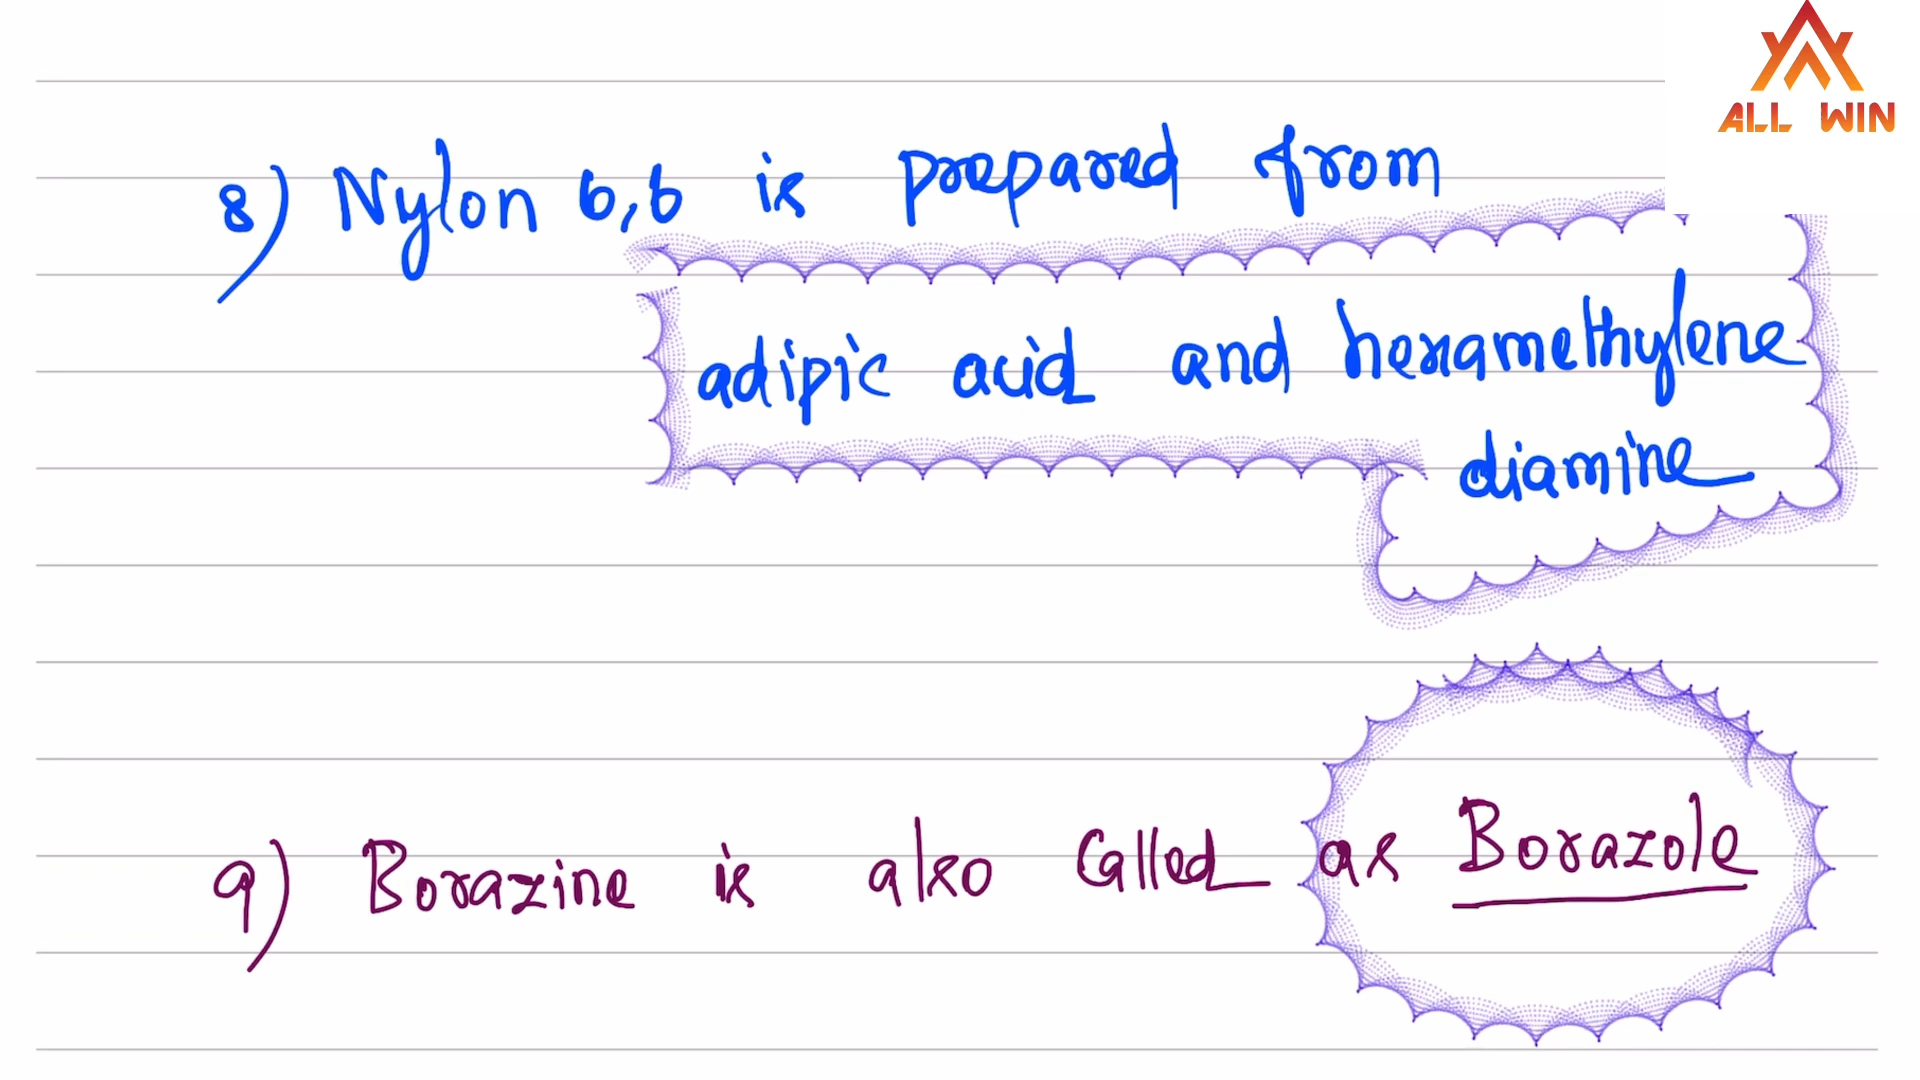 ALL WIN
8) Nylon 6,6 is prepared from
adipic acid and hexamethylene
diamine
9) Borazine is also called as Borazole